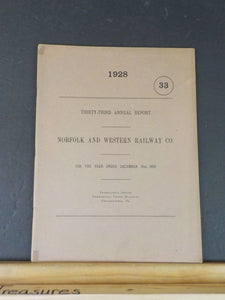 1928
33
THIRTY-THIRD ANNUAL REPORT
NORFOLK AND WESTERN RAILWAY CO.
FOR THE YEAR ENDED DECEMBER 31ST, 1928
Treasures